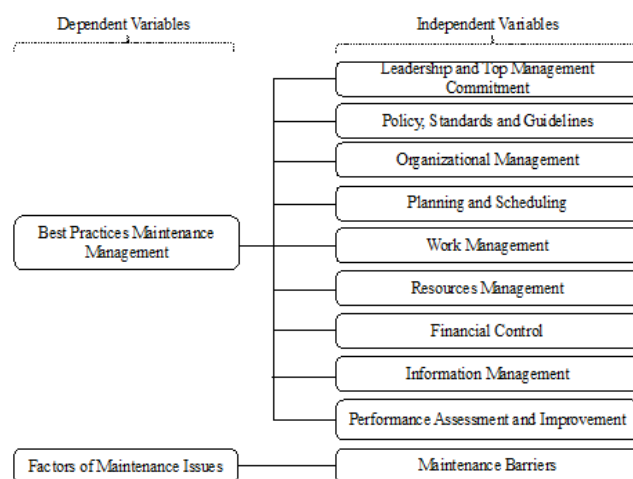 Dependent Variables
Independent Variables
Leadership and Top Management
Commitment
Policy, Standards and Guidelines
Organizational Management
Planning and Scheduling
Best Practices Maintenance
Management
Work Management
Resources Management
Financial Control
Information Management
Performance Assessment and Improvement
Factors of Maintenance Issues
Maintenance Barriers